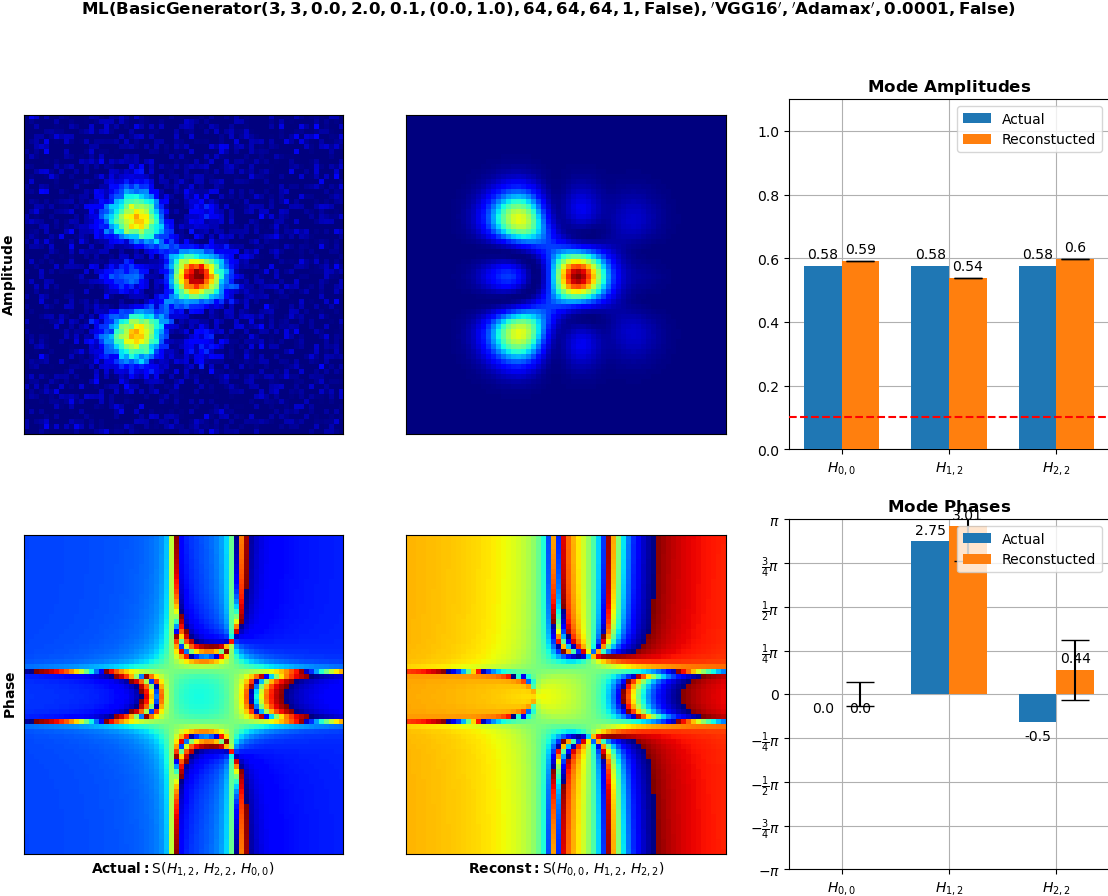 ML(BasicGenerator(3, 3, 0.0, 2.0, 0.1, (0.0, 1.0), 64, 64, 64, 1, False), ′VGG16′, ′Adamax′, 0.0001, False)
Amplitude
Mode Amplitudes
Actual
Reconstucted
1.0
0.8
0.6
0.4
0.2
0.0
0.58
0.59
0.58
0.54
0.58
0.6
H0,0
H1,2
H2,2
Phase
Actual: S(H1,2, H2,2, H0,0)
Reconst: S(H0,0, H1,2, H2,2)
Mode Phases
Actual
Reconstucted
π
3/4π
1/2π
1/4π
0
−1/4π
−1/2π
−3/4π
−π
0.0
0.0
2.75
3.01
-0.5
0.44
H0,0
H1,2
H2,2